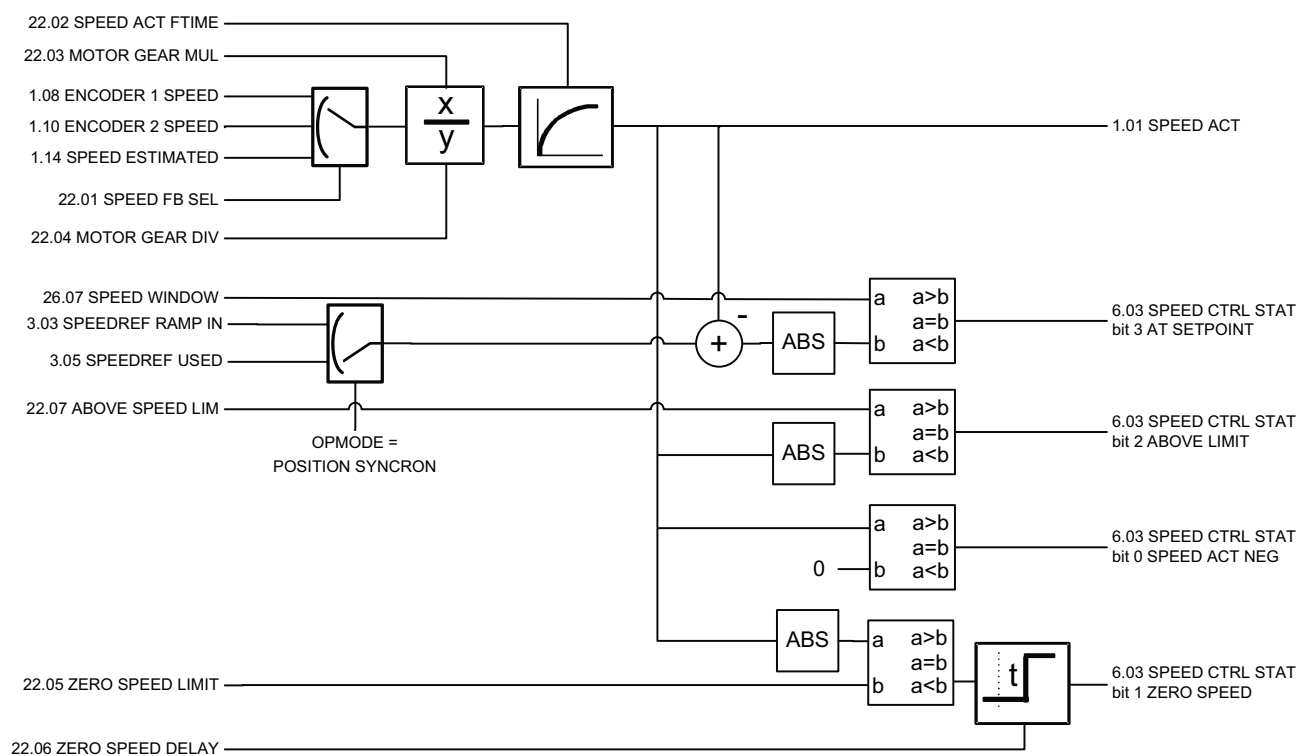 22.02 SPEED ACT FTIME
22.03 MOTOR GEAR MUL
1.08 ENCODER 1 SPEED
1.10 ENCODER 2 SPEED
1.14 SPEED ESTIMATED
22.01 SPEED FB SEL
22.04 MOTOR GEAR DIV
x
y
1.01 SPEED ACT
26.07 SPEED WINDOW
3.03 SPEEDREF RAMP IN
3.05 SPEEDREF USED
22.07 ABOVE SPEED LIM
OPMODE =
POSITION SYNCRON
+
-
ABS
a a>b
a=b
b a<b
6.03 SPEED CTRL STAT
bit 3 AT SETPOINT
ABS
a a>b
a=b
b a<b
6.03 SPEED CTRL STAT
bit 2 ABOVE LIMIT
0
a a>b
a=b
b a<b
6.03 SPEED CTRL STAT
bit 0 SPEED ACT NEG
ABS
a a>b
a=b
b a<b
t
6.03 SPEED CTRL STAT
bit 1 ZERO SPEED
22.05 ZERO SPEED LIMIT
22.06 ZERO SPEED DELAY